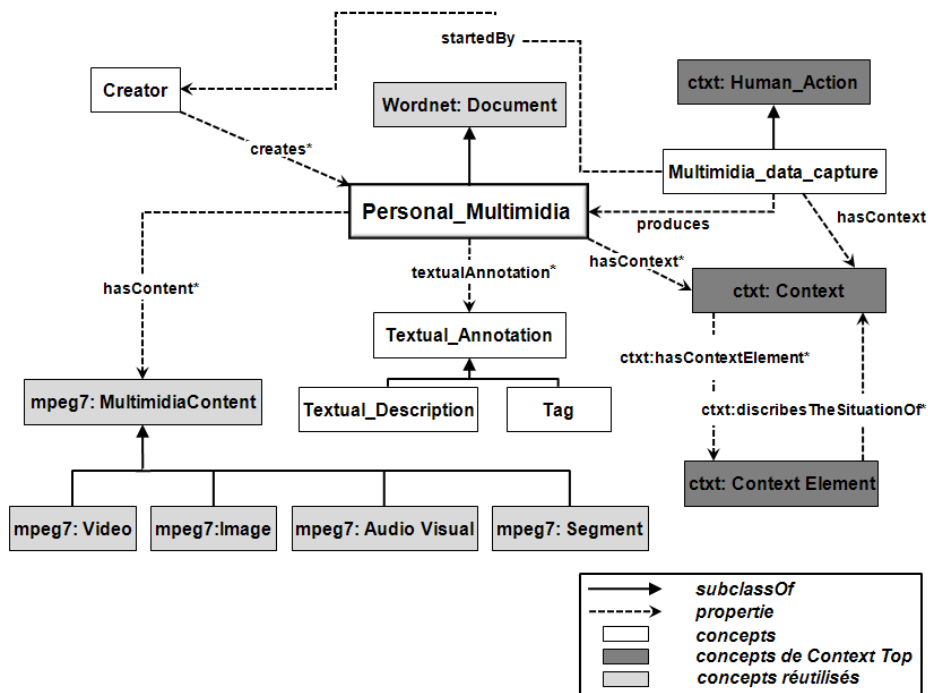 startedBy
Creator
Wordnet: Document
ctxt: Human_Action
creates*
Multimidia_data_capture
Personal_Multimidia
produces
hasContext
hasContent*
textualAnnotation*
hasContext*
ctxt: Context
Textual_Annotation
ctxt:hasContextElement*
mpeg7: MultimidiaContent
Textual_Description
Tag
ctxt:discribesTheSituationOf*
ctxt: Context Element
mpeg7: Video
mpeg7:Image
mpeg7: Audio Visual
mpeg7: Segment
subclassOf
propertie
concepts
concepts de Context Top
concepts réutilisés